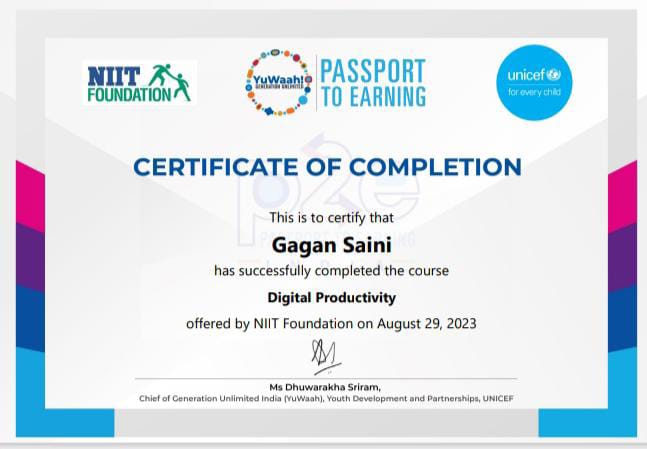 NIIT
FOUNDATION
YuWaah!
GENERATION UNLIMITED
PASSPORT
TO EARNING
unicef
for every child
CERTIFICATE OF COMPLETION
p2e
This is to certify that
PASSPORT TO EARNING
Gagan Saini
has successfully completed the course
Digital Productivity
offered by NIIT Foundation on August 29, 2023
Ms Dhuwarakha Sriram,
Chief of Generation Unlimited India (YuWaah), Youth Development and Partnerships, UNICEF